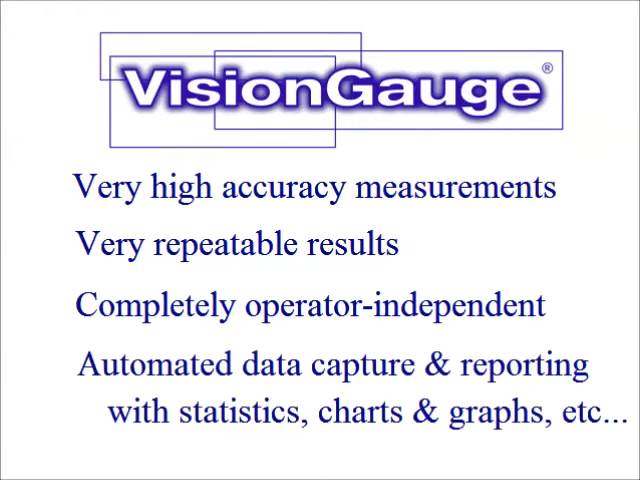 VisionGauge®
Very high accuracy measurements
Very repeatable results
Completely operator-independent
Automated data capture & reporting
with statistics, charts & graphs, etc...